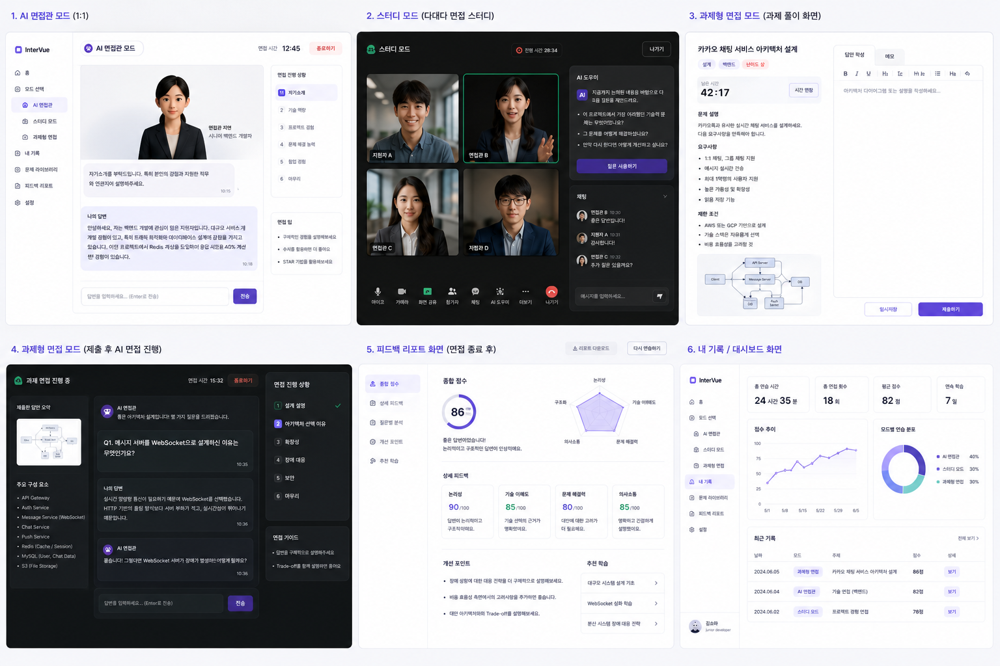 1. AI 면접관 모드 (1:1)
InterVue
홈
모드 선택
AI 면접관
스터디 모드
과제형 면접
내 기록
문제 라이브러리
피드백 리포트
설정
AI 면접관 모드
면접 시간 12:45
종료하기
면접관 지연
시니어 백엔드 개발자
자기소개를 부탁드립니다. 특히 본인의 경험과 지원한 직무
와 연관지어 설명해주세요.
10:15
나의 답변
안녕하세요, 저는 백엔드 개발에 관심이 많은 지원자입니다. 대규모 서비스 개
개발 경험이 있고, 특히
경험이 있습니다.
10:18
답변을 입력하세요... (Enter로 전송)
전송
면접 진행 상황
11 자기소개
2 기술 역량
3 프로젝트 경험
4 문제 해결 능력
5 협업 경험
6 마무리
면접 팁
• 구체적인 경험을 설명해보세요
• 수치를 활용하면 더 좋아요
• STAR 기법을 활용해보세요
2. 스터디 모드 (다대다 면접 스터디)
스터디 모드
진행 시간 28:34
나가기
지원자 A
면접관 B
면접관 C
지원관 D
마이크
카메라
화면 공유
참가자
채팅
AI 도우미
더보기
나가기
AI 도우미
AI
지금까지 논의된 내용을 바탕으로 다
음 질문을 제안드려요.
• 이 프로젝트에서 가장 어려웠던 기술적 문
제는 무엇이었나요?
• 그 문제를 어떻게 해결하셨나요?
• 만약 다시 한다면 어떻게 개선하고 싶나요?
질문 사용하기
채팅
면접관 B 10:30
좋은 답변입니다!
지원자 A 10:31
감사합니다!
면접관 C 10:32
추가 질문 있을까요?
메시지를 입력하세요...
3. 과제형 면접 모드 (과제 풀이 화면)
카카오 채팅 서비스 아키텍처 설계
설계
백엔드
난이도 상
남은 시간
42:17
시간 연장
문제 설명
카카오톡과 유사한 실시간 채팅 서비스를 설계하세요.
다음 요구사항을 만족해야 합니다.
요구사항
• 1:1 채팅, 그룹 채팅 지원
• 메시지 실시간 전송
• 최대 1억명의 사용자 지원
• 높은 가용성 및 확장성
• 읽음 저장 기능
제한 조건
• AWS 또는 GCP 기반으로 설계
• 기술 스택은 자유롭게 선택
• 비용 효율성을 고려할 것
Client
API Server
Message Server
DB
DB
답안 작성
메모
B I U
아키텍처 다이어그램 또는 설명을 작성하세요...
임시저장
제출하기
4. 과제형 면접 모드 (제출 후 AI 면접 진행)
과제 면접 진행 중
면접 시간 15:32
종료하기
제출한 답안 요약
주요 구성 요소
• API Gateway
• Auth Service
• Message Service (WebSocket)
• Chat Service
• Push Service
• Redis (Cache / Session)
• MySQL (User, Chat Data)
• S3 (File Storage)
AI 면접관
좋은 아키텍처 설계입니다! 몇 가지 질문을 드리겠습니다.
Q1. 메시지 서버를 WebSocket으로 설계하신 이유는
무엇인가요?
10:35
나의 답변
실시간 양방향 통신이 필요하기 때문에 WebSocket을 선택했습니다.
HTTP 기반의 폴링 방식보다 서버 부하가 적고, 실시간성이 뛰어나기
때문입니다.
10:36
AI 면접관
좋습니다! 그렇다면 WebSocket 서버가 장애가 발생하면 어떻게 될까요?
10:36
답변을 입력하세요... (Enter로 전송)
전송
면접 진행 상황
1 설계 설명
2 아키텍처 선택 이유
3 확장성
4 장애 대응
5 보안
6 마무리
면접 가이드
• 답변을 구체적으로 설명해주세요
• Trade-off를 함께 설명하면 좋아요
5. 피드백 리포트 화면 (면접 종료 후)
리포트 다운로드
다시 연습하기
종합 점수
상세 피드백
질문별 분석
개선 포인트
추천 학습
종합 점수
86
좋은 답변이었습니다!
논리적이고 구조적인 답변이 인상적이에요.
논리성
구조화
기술 이해도
의사소통
문제 해결력
상세 피드백
논리성
90 /100
답변이 논리적이고
구조적이에요.
기술 이해도
85 /100
기술 선택의 근거가
명확했어요.
문제 해결력
80 /100
대안에 대한 고려가
더 필요해요.
의사소통
85 /100
명확하고 간결하게
설명했어요.
개선 포인트
• 장애 상황에 대한 대응 전략을 더 구체적으로 설명해보세요.
• 비용 효율성 측면에서의 고려사항을 추가하면 좋습니다.
• 대안 아키텍처와의 Trade-off를 설명해보세요.
추천 학습
대규모 시스템 설계 기초
WebSocket 심화 학습
분산 시스템 장애 대응 전략
6. 내 기록 / 대시보드 화면
InterVue
홈
모드 선택
AI 면접관
스터디 모드
과제형 면접
내 기록
문제 라이브러리
피드백 리포트
설정
김소마
junior developer
총 연습 시간
24 시간 35 분
총 면접 횟수
18 회
평균 점수
82 점
연속 학습
7 일
점수 추이
100
75
50
25
0
5/1 5/8 5/15 5/22 5/29 6/5
모드별 연습 분포
AI 면접관 40%
스터디 모드 30%
과제형 면접 30%
최근 기록
전체 보기
날짜 모드 주제 점수 상세
2024.06.05 과제형 면접 카카오 채팅 서비스 아키텍처 설계 86점 보기
2024.06.04 AI 면접관 기술 면접 (백엔드) 82점 보기
2024.06.02 스터디 모드 프로젝트 경험 면접 78점 보기